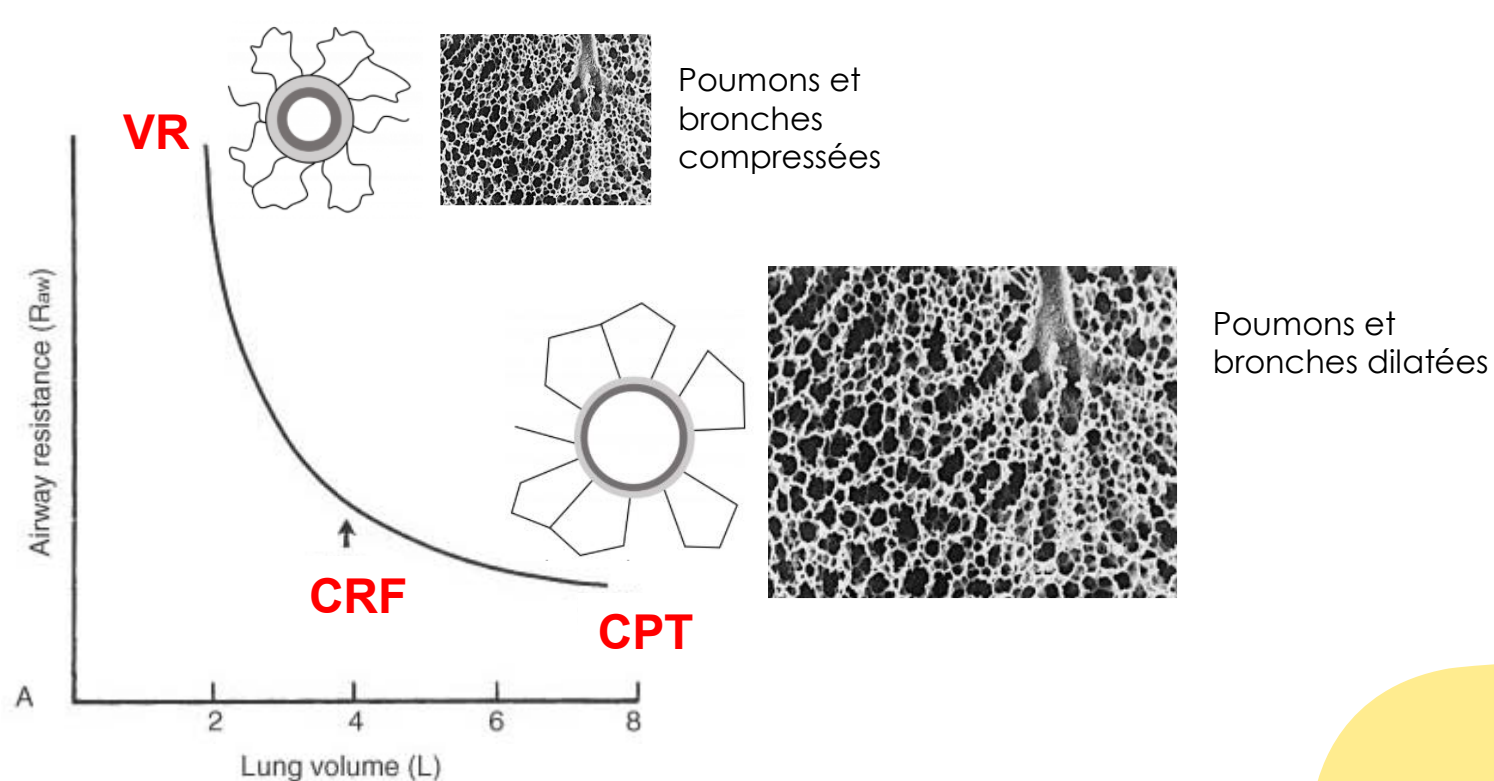 VR
Poumons et
bronches
compressées
Airway resistance (Raw)
Poumons et
bronches dilatées
CRF
CPT
A
2 4 6 8
Lung volume (L)